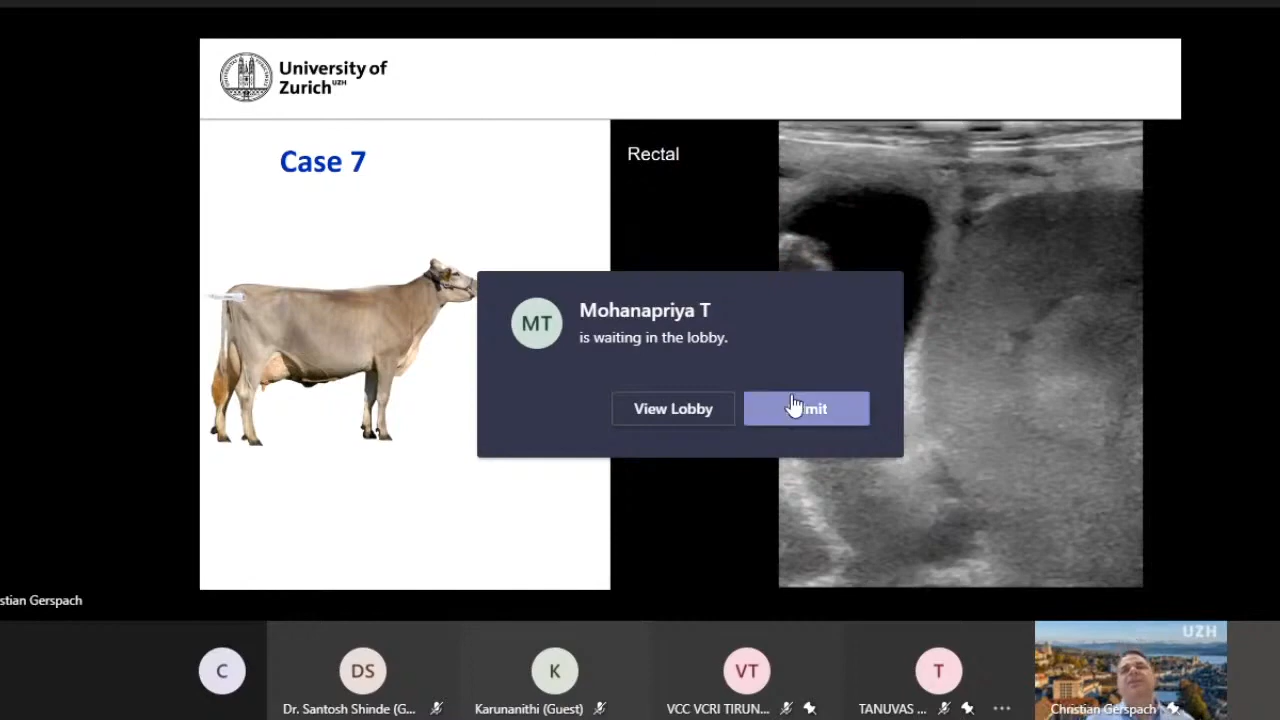 University of
Zurich UZH
Case 7
Rectal
MT
Mohanapriya T
is waiting in the lobby.
View Lobby
stian Gerspach
C
DS
K
VT
T
UZH
Dr. Santosh Shinde (G...
Karunanithi (Guest)
VCC VCRI TIRUN...
TANUVAS ...
Christian Gerspach